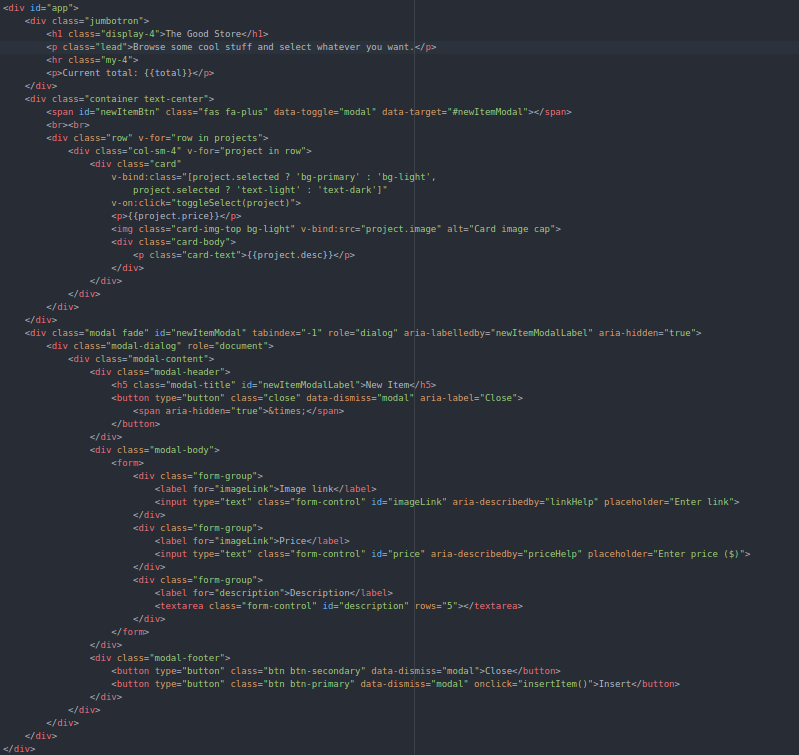 <div id="app">
    <div class="jumbotron">
        <h1 class="display-4">The Good Store</h1>
        <p class="lead">Browse some cool stuff and select whatever you want.</p>
        <hr class="my-4">
        <p>Current total: {{total}}</p>
    </div>
    <div class="container text-center">
        <span id="newItemBtn" class="fas fa-plus" data-toggle="modal" data-target="#newItemModal"></span>
        <br><br>
        <div class="row" v-for="row in projects">
            <div class="col-sm-4" v-for="project in row">
                <div class="card"
                    v-bind:class="[project.selected ? 'bg-primary' : 'bg-light',
                        project.selected ? 'text-light' : 'text-dark']"
                    v-on:click="toggleSelect(project)">
                    <p>{{project.price}}</p>
                    <img class="card-img-top bg-light" v-bind:src="project.image" alt="Card image cap">
                    <div class="card-body">
                        <p class="card-text">{{project.desc}}</p>
                    </div>
                </div>
            </div>
        </div>
    </div>
    <div class="modal fade" id="newItemModal" tabindex="-1" role="dialog" aria-labelledby="newItemModalLabel" aria-hidden="true">
        <div class="modal-dialog" role="document">
            <div class="modal-content">
                <div class="modal-header">
                    <h5 class="modal-title" id="newItemModalLabel">New Item</h5>
                    <button type="button" class="close" data-dismiss="modal" aria-label="Close">
                        <span aria-hidden="true">&times;</span>
                    </button>
                </div>
                <div class="modal-body">
                    <form>
                        <div class="form-group">
                            <label for="imageLink">Image link</label>
                            <input type="text" class="form-control" id="imageLink" aria-describedby="linkHelp" placeholder="Enter link">
                        </div>
                        <div class="form-group">
                            <label for="imageLink">Price</label>
                            <input type="text" class="form-control" id="price" aria-describedby="priceHelp" placeholder="Enter price ($)">
                        </div>
                        <div class="form-group">
                            <label for="description">Description</label>
                            <textarea class="form-control" id="description" rows="5"></textarea>
                        </div>
                    </form>
                </div>
                <div class="modal-footer">
                    <button type="button" class="btn btn-secondary" data-dismiss="modal">Close</button>
                    <button type="button" class="btn btn-primary" data-dismiss="modal" onclick="insertItem()">Insert</button>
                </div>
            </div>
        </div>
    </div>
</div>